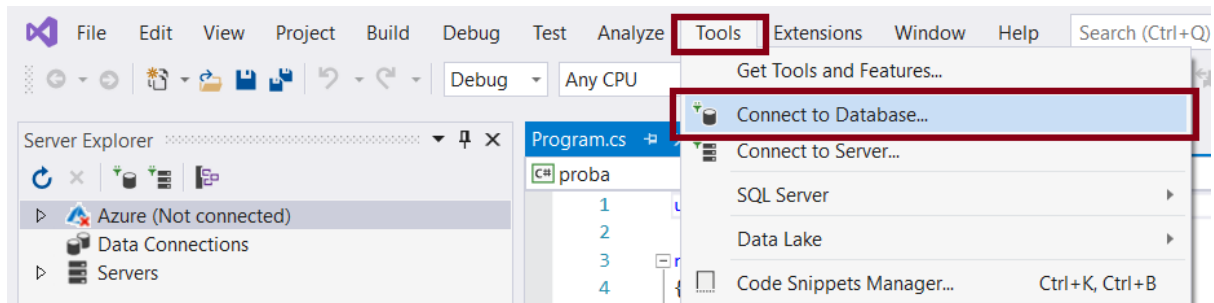 File Edit View Project Build Debug Test Analyze Tools Extensions Window Help Search (Ctrl+Q)
Debug Any CPU
Get Tools and Features...
Connect to Database...
Server Explorer
Program.cs
Connect to Server...
C# proba
1
Azure (Not connected)
SQL Server
2
Data Connections
Data Lake
3
Servers
4 {
Code Snippets Manager... Ctrl+K, Ctrl+B